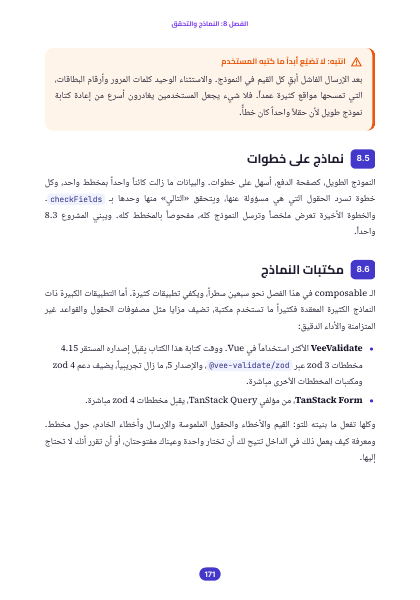 الفصل 8: النماذج والتحقق
انتبه: لا تضيّع أبداً ما كتبه المستخدم
بعد الإرسال الفاشل أبقِ كل القيم في النموذج. والاستثناء الوحيد كلمات المرور وأرقام البطاقات،
التي تمسحها مواقع كثيرة عمداً. فلا شيء يجعل المستخدمين يغادرون أسرع من إعادة كتابة
نموذج طويل لأن حقلاً واحداً كان خطأً.
8.5 نماذج على خطوات
النموذج الطويل، كصفحة الدفع، أسهل على خطوات. والبيانات ما زالت كائناً واحداً بمخطط واحد، وكل
خطوة تسرد الحقول التي هي مسؤولة عنها، ويتحقق «التالي» منها وحدها بـ checkFields.
والخطوة الأخيرة تعرض ملخصاً وترسل النموذج كله، مفحوصاً بالمخطط كله. ويبني المشروع 8.3
واحداً.
8.6 مكتبات النماذج
الـ composable في هذا الفصل نحو سبعين سطراً، ويكفي تطبيقات كثيرة. أما التطبيقات الكبيرة ذات
النماذج الكثيرة المعقدة فكثيراً ما تستخدم مكتبة، تضيف مزايا مثل مصفوفات الحقول والقواعد غير
المتزامنة والأداء الدقيق:
• VeeValidate الأكثر استخداماً في Vue. ووقت كتابة هذا الكتاب يقبل إصداره المستقر 4.15
مخططات zod 3 عبر @vee-validate/zod، والإصدار 5، ما زال تجريبياً، يضيف دعم zod 4
ومكتبات المخططات الأخرى مباشرة.
• TanStack Form، من مؤلفي TanStack Query، يقبل مخططات zod 4 مباشرة.
وكلها تفعل ما بنيته للتو: القيم والأخطاء والحقول الملموسة والإرسال وأخطاء الخادم، حول مخطط.
ومعرفة كيف يعمل ذلك في الداخل تتيح لك أن تختار واحدة وعيناك مفتوحتان، أو أن تقرر أنك لا تحتاج
إليها.
171